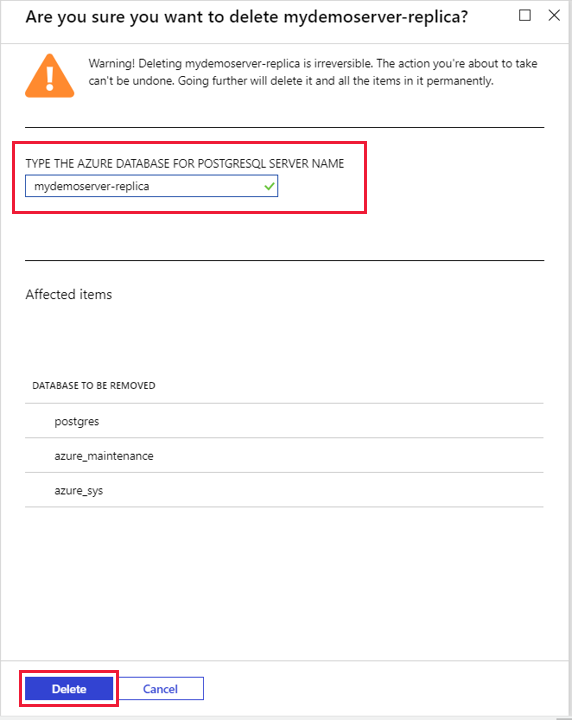 Are you sure you want to delete mydemoserver-replica?
Warning! Deleting mydemoserver-replica is irreversible. The action you're about to take
can't be undone. Going further will delete it and all the items in it permanently.
TYPE THE AZURE DATABASE FOR POSTGRESQL SERVER NAME
mydemoserver-replica
Affected items
DATABASE TO BE REMOVED
postgres
azure_maintenance
azure_sys
Delete
Cancel